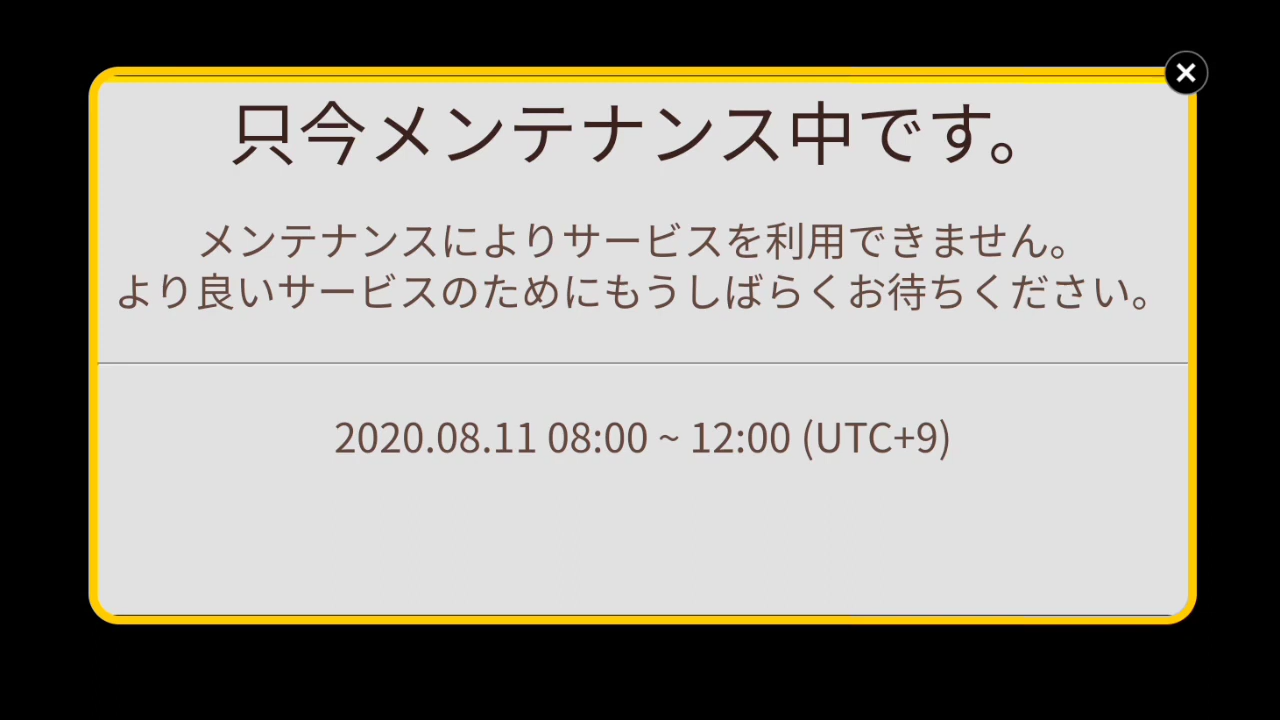 只今メンテナンス中です。
メンテナンスによりサービスを利用できません。
より良いサービスのためにもうしばらくお待ちください。
2020.08.11 08:00 ~ 12:00 (UTC+9)